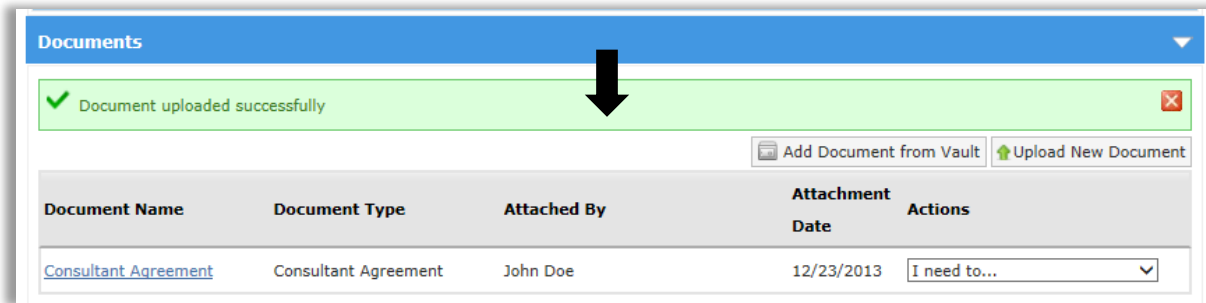 Documents
Document uploaded successfully
Add Document from Vault Upload New Document
Document Name Document Type Attached By Attachment Date Actions
Consultant Agreement Consultant Agreement John Doe 12/23/2013 I need to...